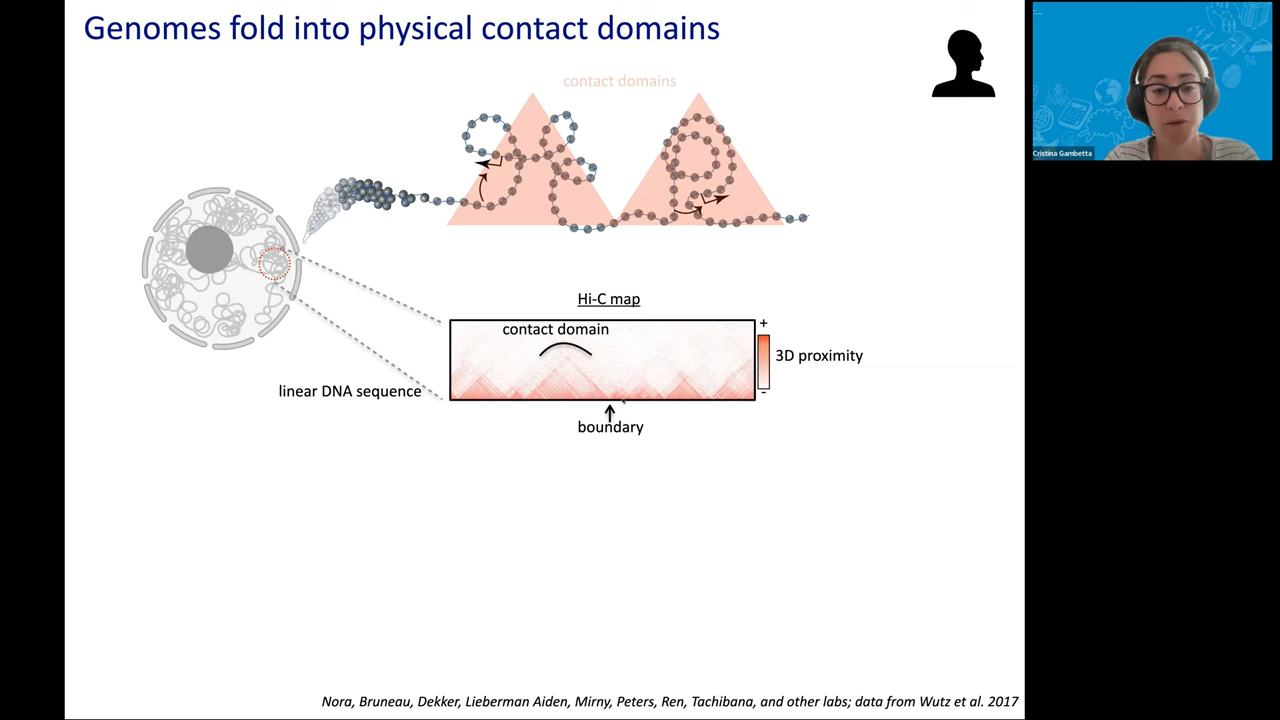 Genomes fold into physical contact domains
contact domains
Hi-C map
contact domain
+
3D proximity
-
linear DNA sequence
boundary
Nora, Bruneau, Dekker, Lieberman Aiden, Mirny, Peters, Ren, Tachibana, and other labs; data from Wutz et al. 2017
Cristina Gambetta